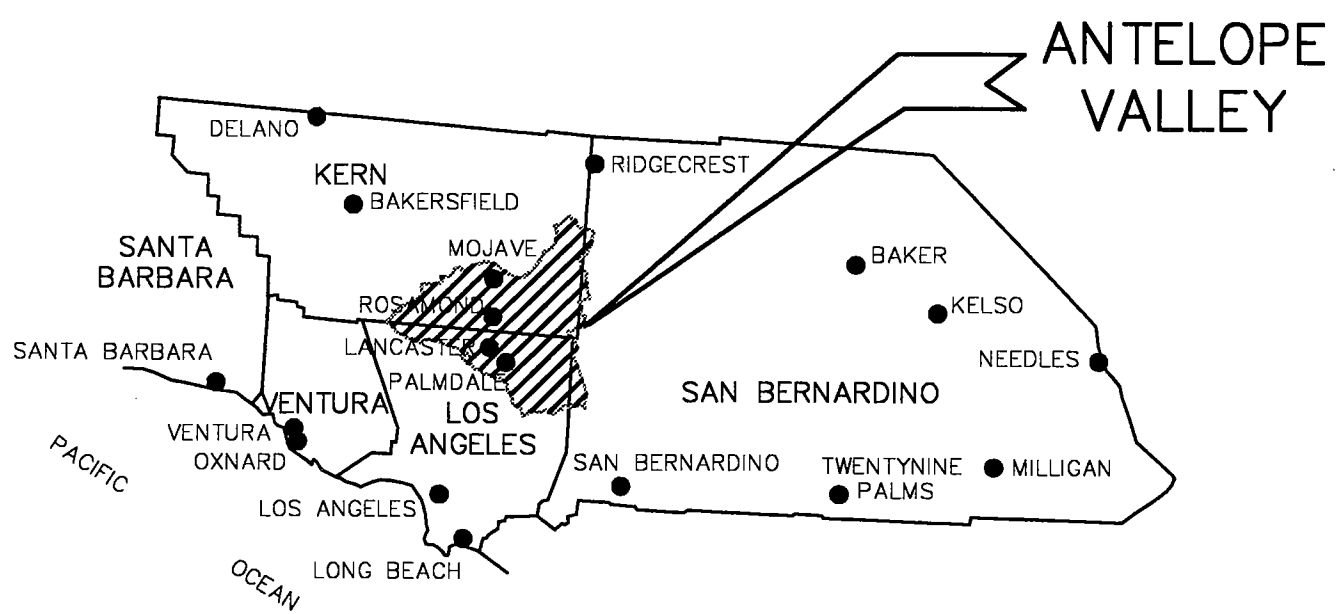 ANTELOPE
VALLEY
DELANO
RIDGECREST
KERN
BAKERSFIELD
SANTA
BARBARA
MOJAVE
BAKER
ROSAMOND
KELSO
SANTA BARBARA
LANCASTER
NEEDLES
PALMDALE
VENTURA
LOS
ANGELES
SAN BERNARDINO
VENTURA
OXNARD
PACIFIC
SAN BERNARDINO
TWENTYNINE
PALMS
MILLIGAN
LOS ANGELES
LONG BEACH
OCEAN